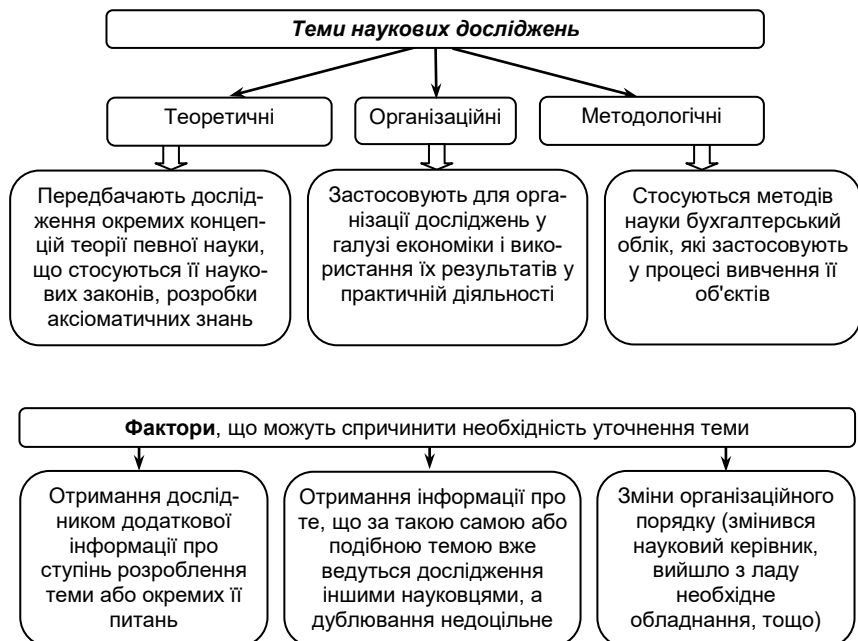 Теми наукових досліджень
Теоретичні
Організаційні
Методологічні
Передбачають дослід-
ження окремих концеп-
цій теорії певної науки,
що стосуються її науко-
вих законів, розробки
аксіоматичних знань
Застосовують для орга-
нізації досліджень у
галузі економіки і вико-
ристання їх результатів у
практичній діяльності
Стосуються методів
науки бухгалтерський
облік, які застосовують
у процесі вивчення її
об'єктів
Фактори, що можуть спричинити необхідність уточнення теми
Отримання дослід-
ником додаткової
інформації про
ступінь розроблення
теми або окремих її
питань
Отримання інформації про
те, що за такою самою або
подібною темою вже
ведуться дослідження
іншими науковцями, а
дублювання недоцільне
Зміни організаційного
порядку (змінився
науковий керівник,
вийшло з ладу
необхідне
обладнання, тощо)